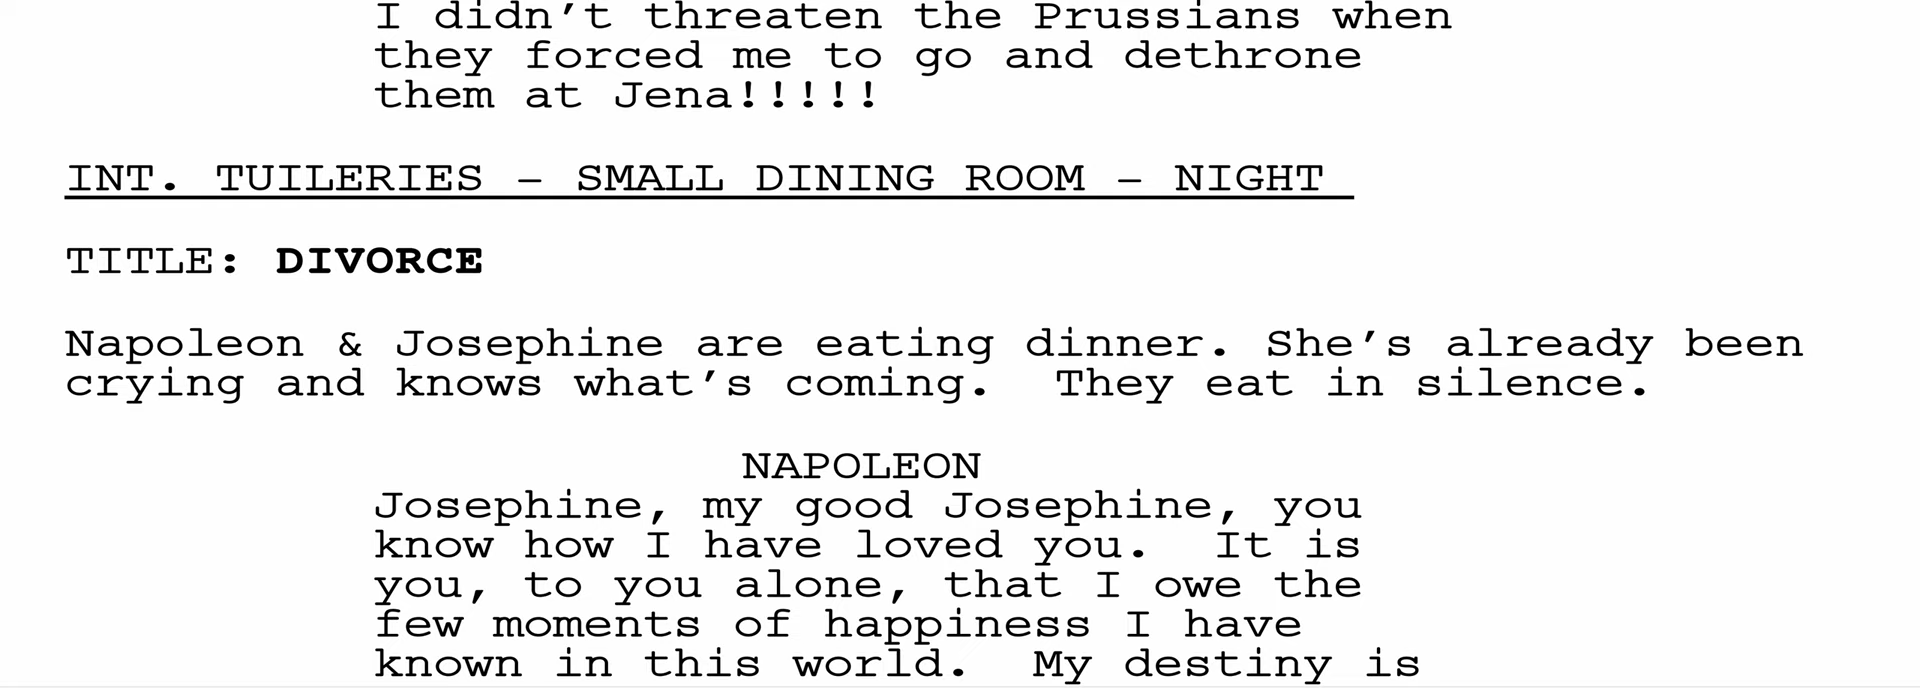 I didn’t threaten the Prussians when
they forced me to go and dethrone
them at Jena!!!!!
INT. TUILERIES – SMALL DINING ROOM – NIGHT
TITLE: DIVORCE
Napoleon & Josephine are eating dinner. She’s already been
crying and knows what’s coming.  They eat in silence.
NAPOLEON
Josephine, my good Josephine, you
know how I have loved you.  It is
you, to you alone, that I owe the
few moments of happiness I have
known in this world.  My destiny is